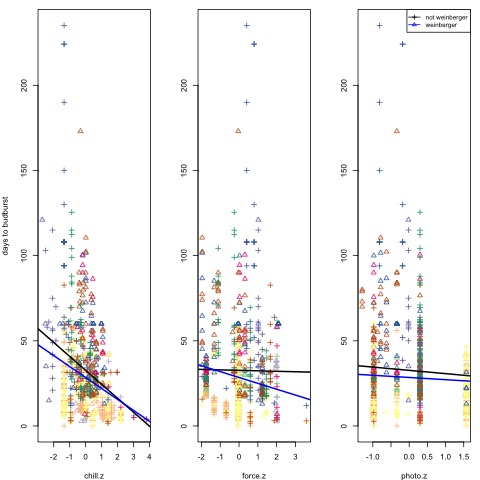 not weinberger
weinberger
days to budburst
0 50 100 150 200
0 50 100 150 200
0 50 100 150 200
-2 -1 0 1 2 3 4
-2 -1 0 1 2 3
-1.0 0.0 0.5 1.0 1.5
chill.z
force.z
photo.z